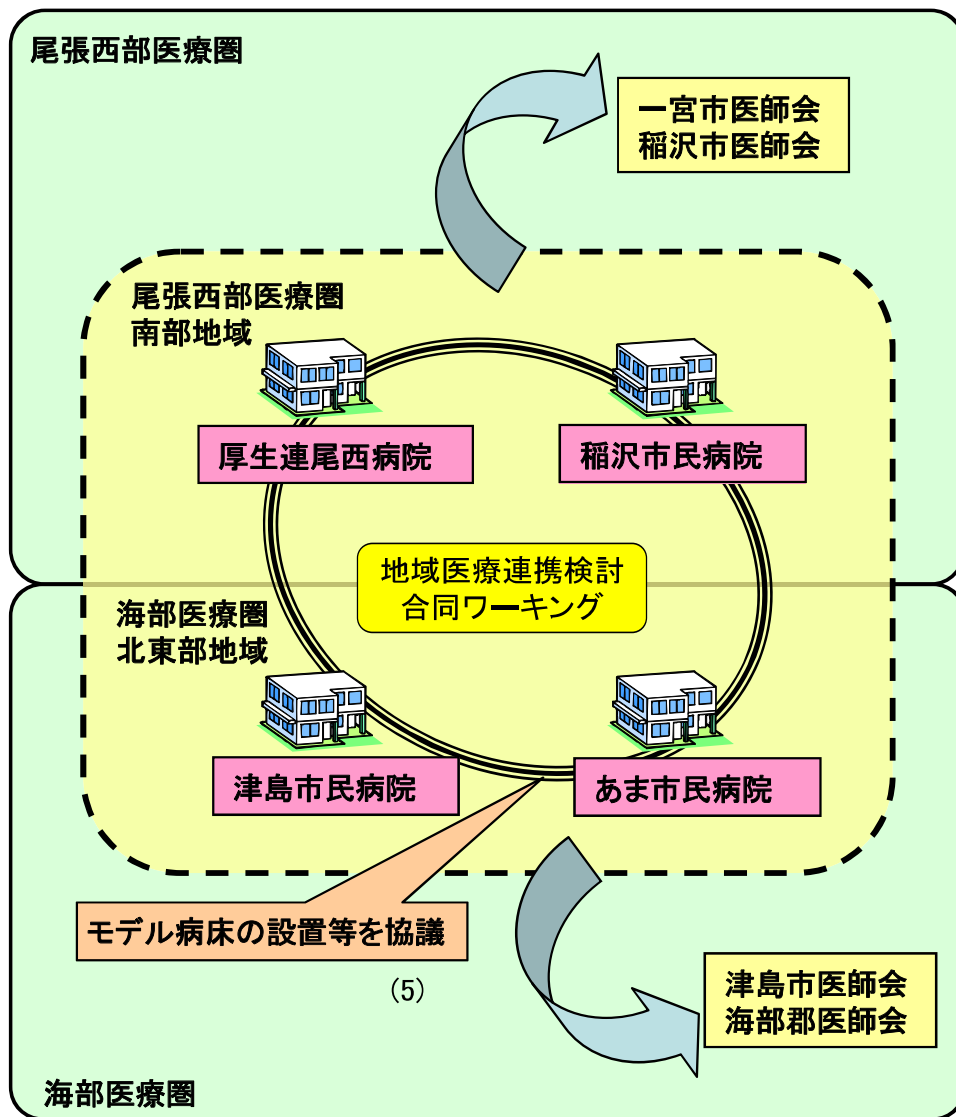 尾張西部医療圏
一宮市医師会
稲沢市医師会
尾張西部医療圏
南部地域
厚生連尾西病院
稲沢市民病院
地域医療連携検討
合同ワーキング
海部医療圏
北東部地域
津島市民病院
あま市民病院
モデル病床の設置等を協議
(5)
津島市医師会
海部郡医師会
海部医療圏